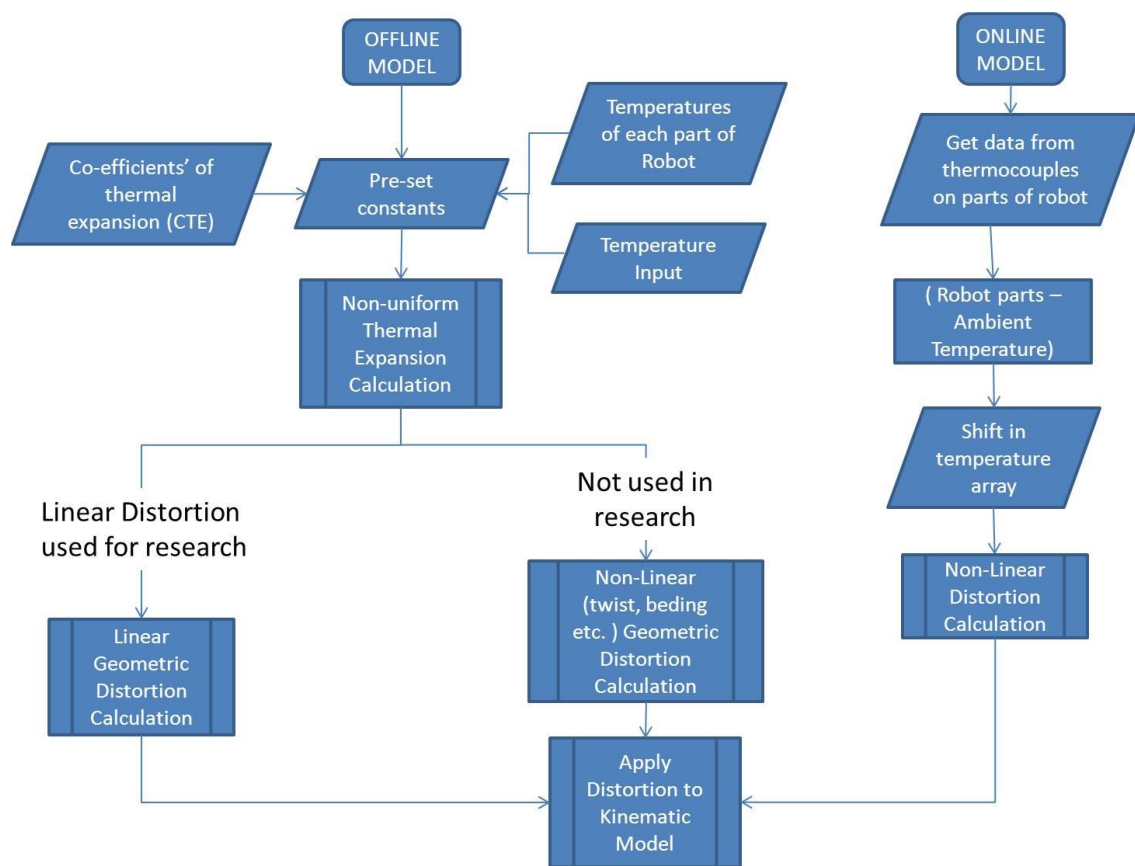 OFFLINE
MODEL
ONLINE
MODEL
Temperatures
of each part of
Robot
Co-efficients’ of
thermal
expansion (CTE)
Pre-set
constants
Get data from
thermocouples
on parts of robot
Temperature
Input
Non-uniform
Thermal
Expansion
Calculation
( Robot parts –
Ambient
Temperature)
Shift in
temperature
array
Linear Distortion
used for research
Not used in
research
Non-Linear
(twist, beding
etc. ) Geometric
Distortion
Calculation
Non-Linear
Distortion
Calculation
Linear
Geometric
Distortion
Calculation
Apply
Distortion to
Kinematic
Model